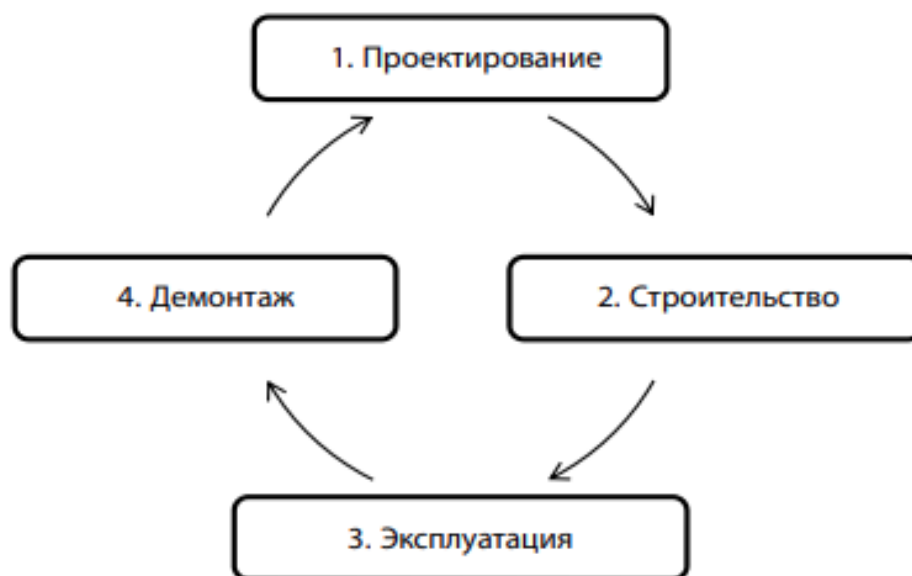 1. Проектирование
4. Демонтаж
2. Строительство
3. Эксплуатация